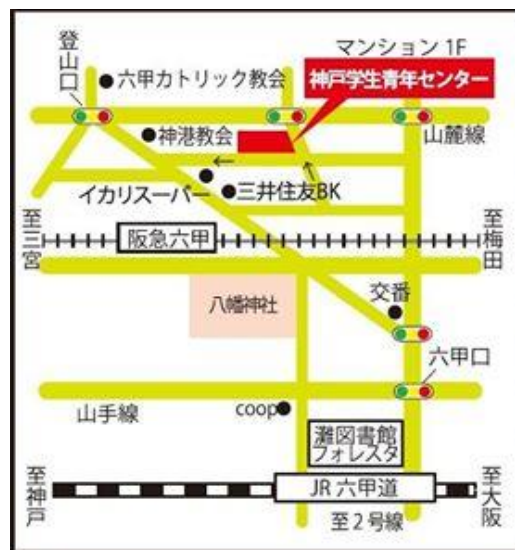 マンション 1F
登山口
六甲カトリック教会
神戸学生青年センター
神港教会
山麓線
イカリスーパー
三井住友BK
至三宮
阪急六甲
至梅田
八幡神社
交番
六甲口
山手線
coop
灘図書館
フォレスタ
至神戸
JR 六甲道
至大阪
至２号線